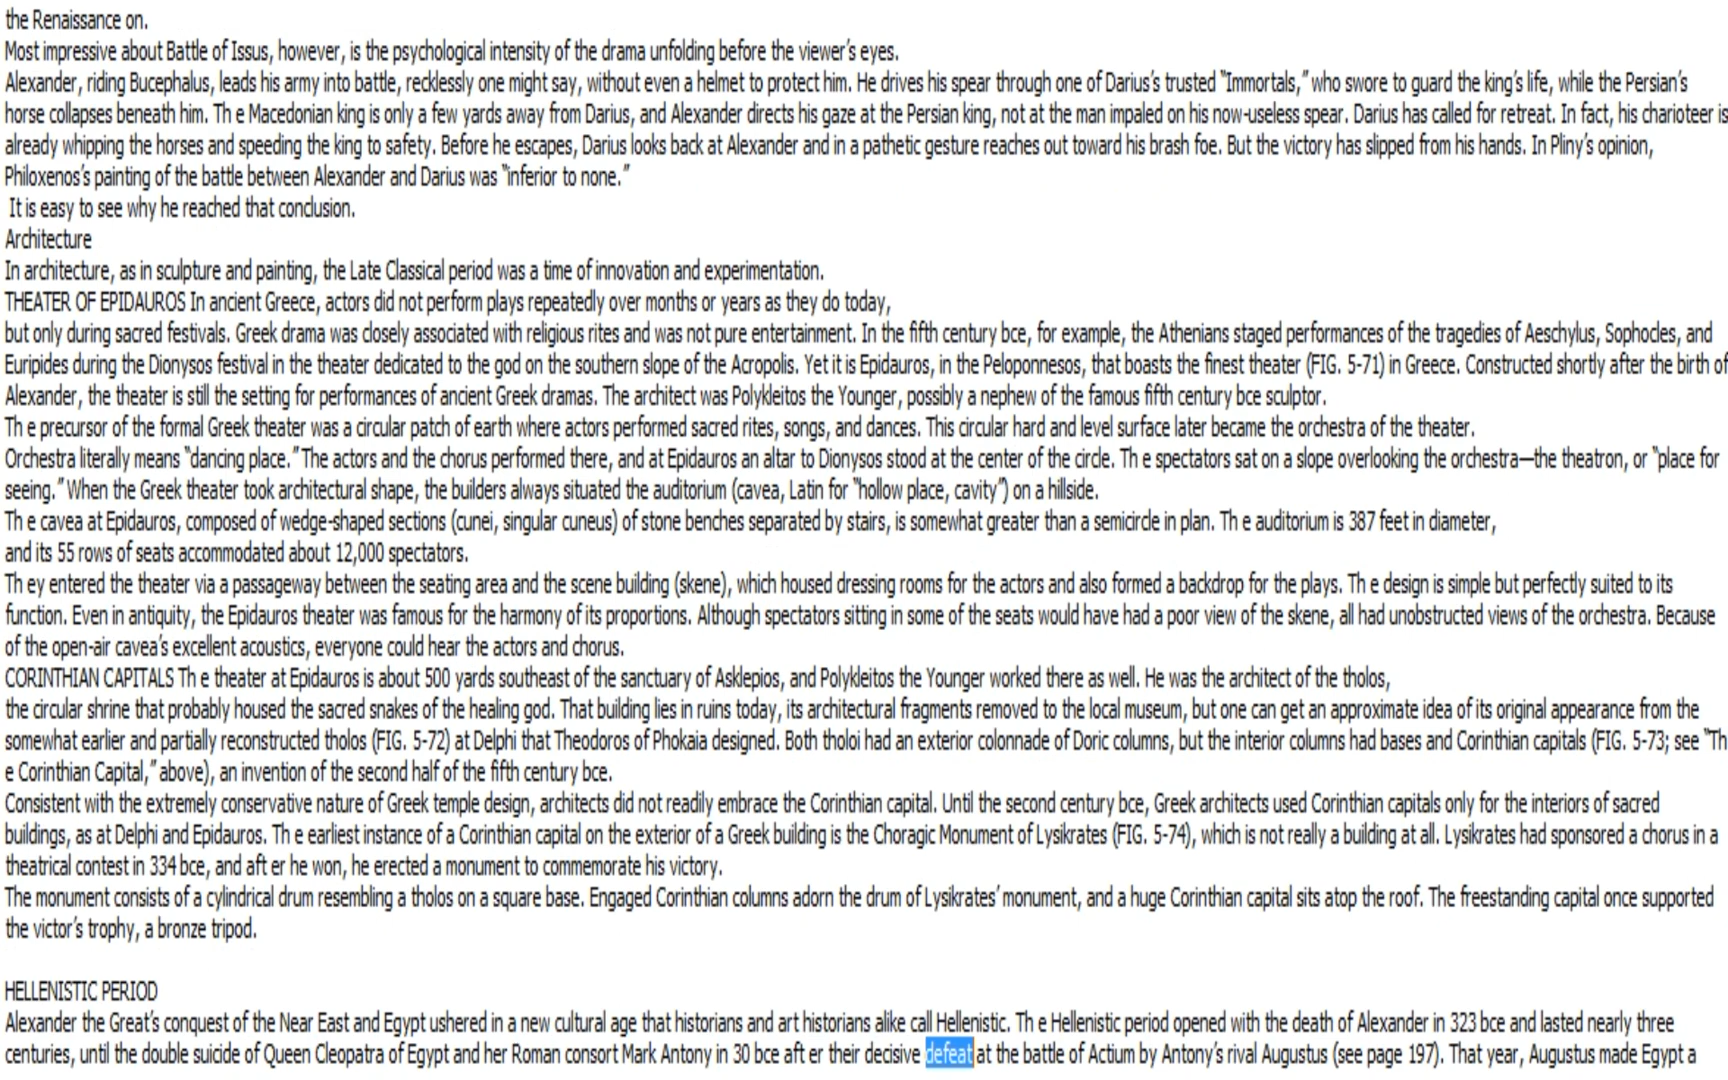 the Renaissance on.
Most impressive about Battle of Issus, however, is the psychological intensity of the drama unfolding before the viewer’s eyes.
Alexander, riding Bucephalus, leads his army into battle, recklessly one might say, without even a helmet to protect him. He drives his spear through one of Darius’s trusted “Immortals,” who swore to guard the king’s life, while the Persian’s
horse collapses beneath him. Th e Macedonian king is only a few yards away from Darius, and Alexander directs his gaze at the Persian king, not at the man impaled on his now-useless spear. Darius has called for retreat. In fact, his charioteer is
already whipping the horses and speeding the king to safety. Before he escapes, Darius looks back at Alexander and in a pathetic gesture reaches out toward his brash foe. But the victory has slipped from his hands. In Pliny’s opinion,
Philoxenos’s painting of the battle between Alexander and Darius was “inferior to none.”
It is easy to see why he reached that conclusion.
Architecture
In architecture, as in sculpture and painting, the Late Classical period was a time of innovation and experimentation.
THEATER OF EPIDAUROS In ancient Greece, actors did not perform plays repeatedly over months or years as they do today,
but only during sacred festivals. Greek drama was closely associated with religious rites and was not pure entertainment. In the fifth century bce, for example, the Athenians staged performances of the tragedies of Aeschylus, Sophocles, and
Euripides during the Dionysos festival in the theater dedicated to the god on the southern slope of the Acropolis. Yet it is Epidauros, in the Peloponnesos, that boasts the finest theater (FIG. 5-71) in Greece. Constructed shortly after the birth of
Alexander, the theater is still the setting for performances of ancient Greek dramas. The architect was Polykleitos the Younger, possibly a nephew of the famous fifth century bce sculptor.
Th e precursor of the formal Greek theater was a circular patch of earth where actors performed sacred rites, songs, and dances. This circular hard and level surface later became the orchestra of the theater.
Orchestra literally means “dancing place.” The actors and the chorus performed there, and at Epidauros an altar to Dionysos stood at the center of the circle. Th e spectators sat on a slope overlooking the orchestra—the theatron, or “place for
seeing.” When the Greek theater took architectural shape, the builders always situated the auditorium (cavea, Latin for “hollow place, cavity”) on a hillside.
Th e cavea at Epidauros, composed of wedge-shaped sections (cunei, singular cuneus) of stone benches separated by stairs, is somewhat greater than a semicircle in plan. Th e auditorium is 387 feet in diameter,
and its 55 rows of seats accommodated about 12,000 spectators.
Th ey entered the theater via a passageway between the seating area and the scene building (skene), which housed dressing rooms for the actors and also formed a backdrop for the plays. Th e design is simple but perfectly suited to its
function. Even in antiquity, the Epidauros theater was famous for the harmony of its proportions. Although spectators sitting in some of the seats would have had a poor view of the skene, all had unobstructed views of the orchestra. Because
of the open-air cavea’s excellent acoustics, everyone could hear the actors and chorus.
CORINTHIAN CAPITALS Th e theater at Epidauros is about 500 yards southeast of the sanctuary of Asklepios, and Polykleitos the Younger worked there as well. He was the architect of the tholos,
the circular shrine that probably housed the sacred snakes of the healing god. That building lies in ruins today, its architectural fragments removed to the local museum, but one can get an approximate idea of its original appearance from the
somewhat earlier and partially reconstructed tholos (FIG. 5-72) at Delphi that Theodoros of Phokaia designed. Both tholoi had an exterior colonnade of Doric columns, but the interior columns had bases and Corinthian capitals (FIG. 5-73; see “Th
e Corinthian Capital,” above), an invention of the second half of the fifth century bce.
Consistent with the extremely conservative nature of Greek temple design, architects did not readily embrace the Corinthian capital. Until the second century bce, Greek architects used Corinthian capitals only for the interiors of sacred
buildings, as at Delphi and Epidauros. Th e earliest instance of a Corinthian capital on the exterior of a Greek building is the Choragic Monument of Lysikrates (FIG. 5-74), which is not really a building at all. Lysikrates had sponsored a chorus in a
theatrical contest in 334 bce, and aft er he won, he erected a monument to commemorate his victory.
The monument consists of a cylindrical drum resembling a tholos on a square base. Engaged Corinthian columns adorn the drum of Lysikrates’ monument, and a huge Corinthian capital sits atop the roof. The freestanding capital once supported
the victor’s trophy, a bronze tripod.
HELLENISTIC PERIOD
Alexander the Great’s conquest of the Near East and Egypt ushered in a new cultural age that historians and art historians alike call Hellenistic. Th e Hellenistic period opened with the death of Alexander in 323 bce and lasted nearly three
centuries, until the double suicide of Queen Cleopatra of Egypt and her Roman consort Mark Antony in 30 bce aft er their decisive defeat at the battle of Actium by Antony’s rival Augustus (see page 197). That year, Augustus made Egypt a